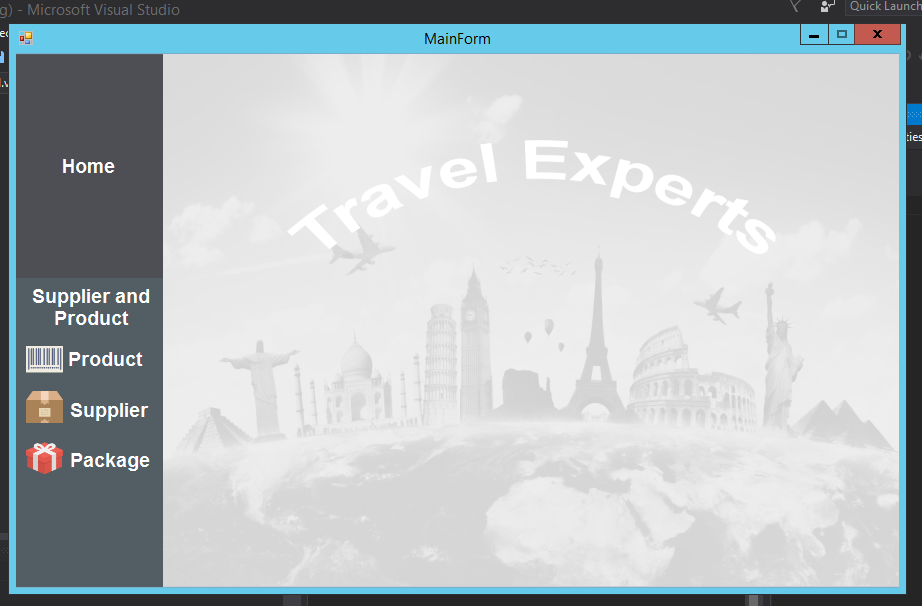 g) - Microsoft Visual Studio
Quick Launch
MainForm
Home
Travel Experts
Supplier and
Product
Product
Supplier
Package